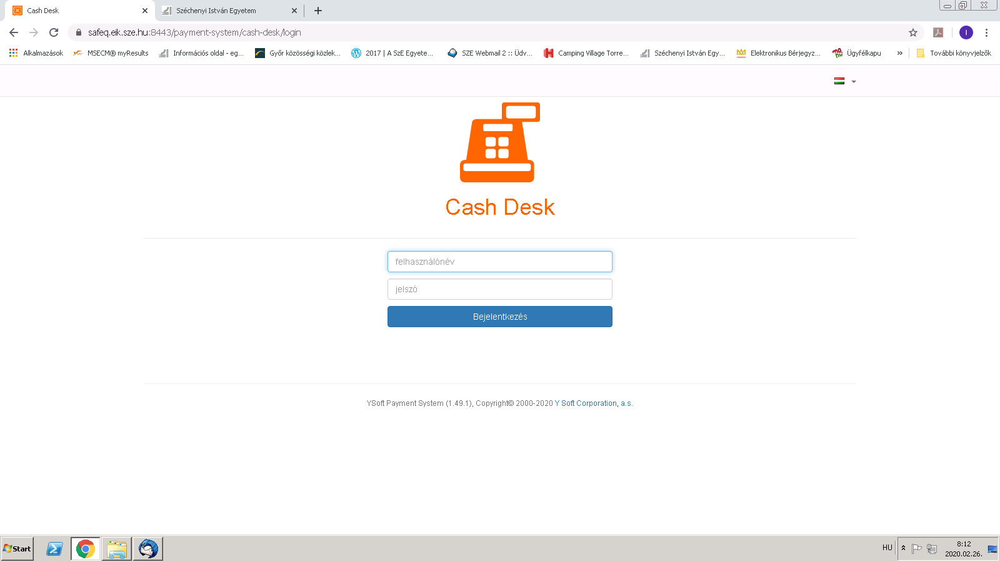 Cash Desk
Széchenyi István Egyetem
safeq.eik.sze.hu:8443/payment-system/cash-desk/login
I
Alkalmazások
MSECM® myResults
Információs oldal - eg...
Győr közösségi közlek...
2017 | A SzE Egyete...
SZE Webmail 2 :: Üdv...
Camping Village Torre...
Széchenyi István Egy...
Elektronikus Bérjegyz...
Ügyfélkapu
»
További könyvjelzők
Cash Desk
felhasználónév
jelszó
Bejelentkezés
YSoft Payment System (1.49.1), Copyright© 2000-2020 Y Soft Corporation, a.s.
Start
HU
8:12
2020.02.26.